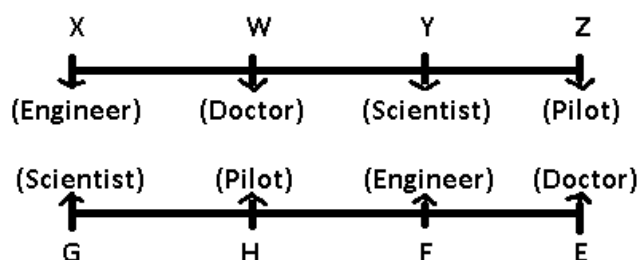 X W Y Z
(Engineer) (Doctor) (Scientist) (Pilot)
(Scientist) (Pilot) (Engineer) (Doctor)
G H F E